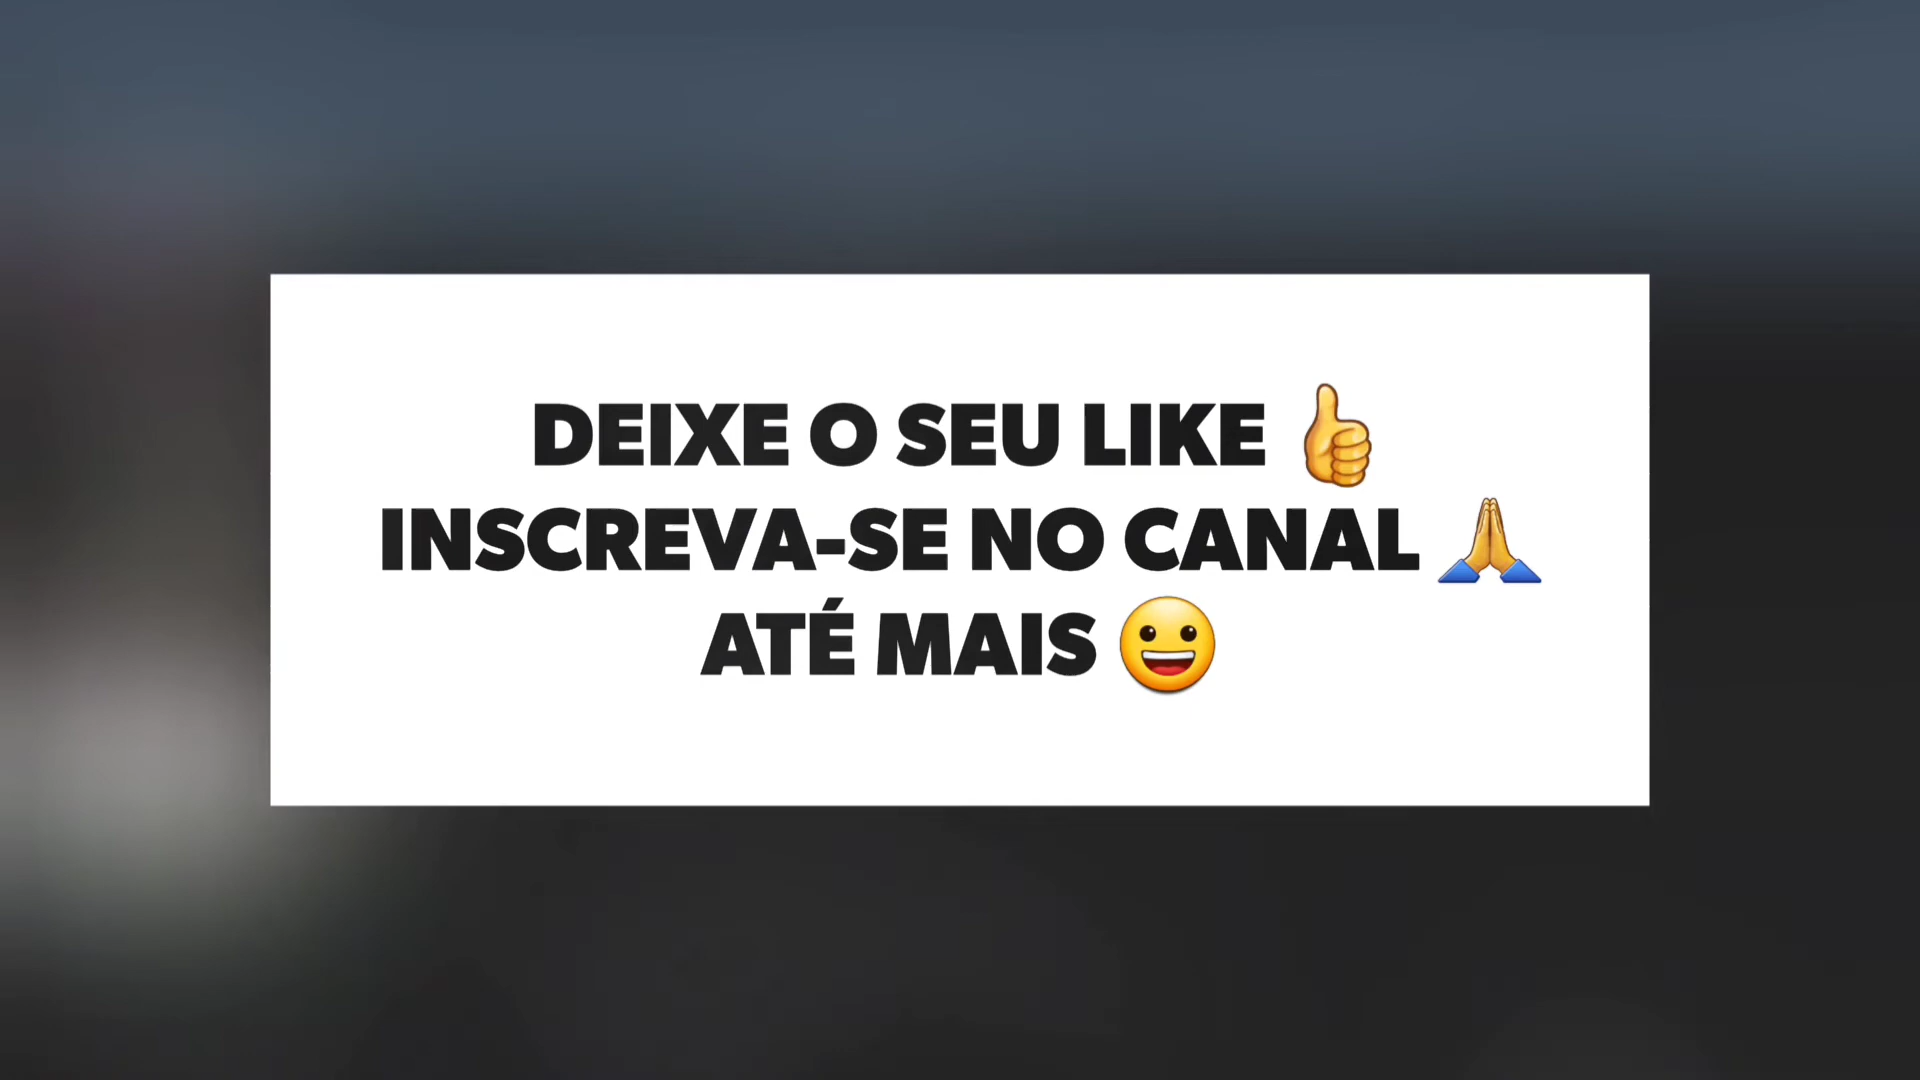 DEIXE O SEU LIKE 👍
INSCREVA-SE NO CANAL 🙏
ATÉ MAIS 😀